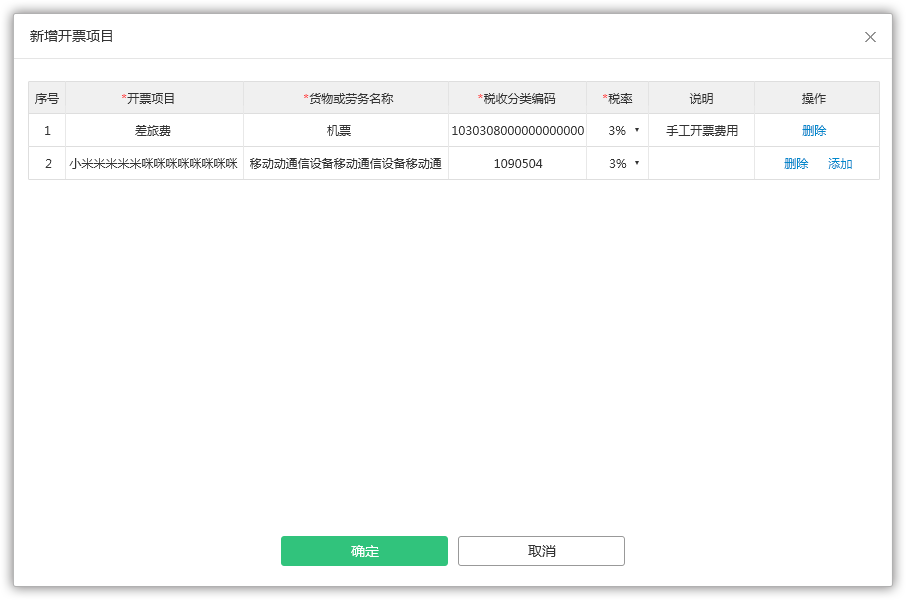 新增开票项目
序号 *开票项目 *货物或劳务名称 *税收分类编码 *税率 说明 操作
1 差旅费 机票 1030308000000000000 3% 手工开票费用 删除
2 小米米米米米咪咪咪咪咪咪咪咪 移动动通信设备移动通信设备移动通 1090504 3% 删除 添加
确定 取消